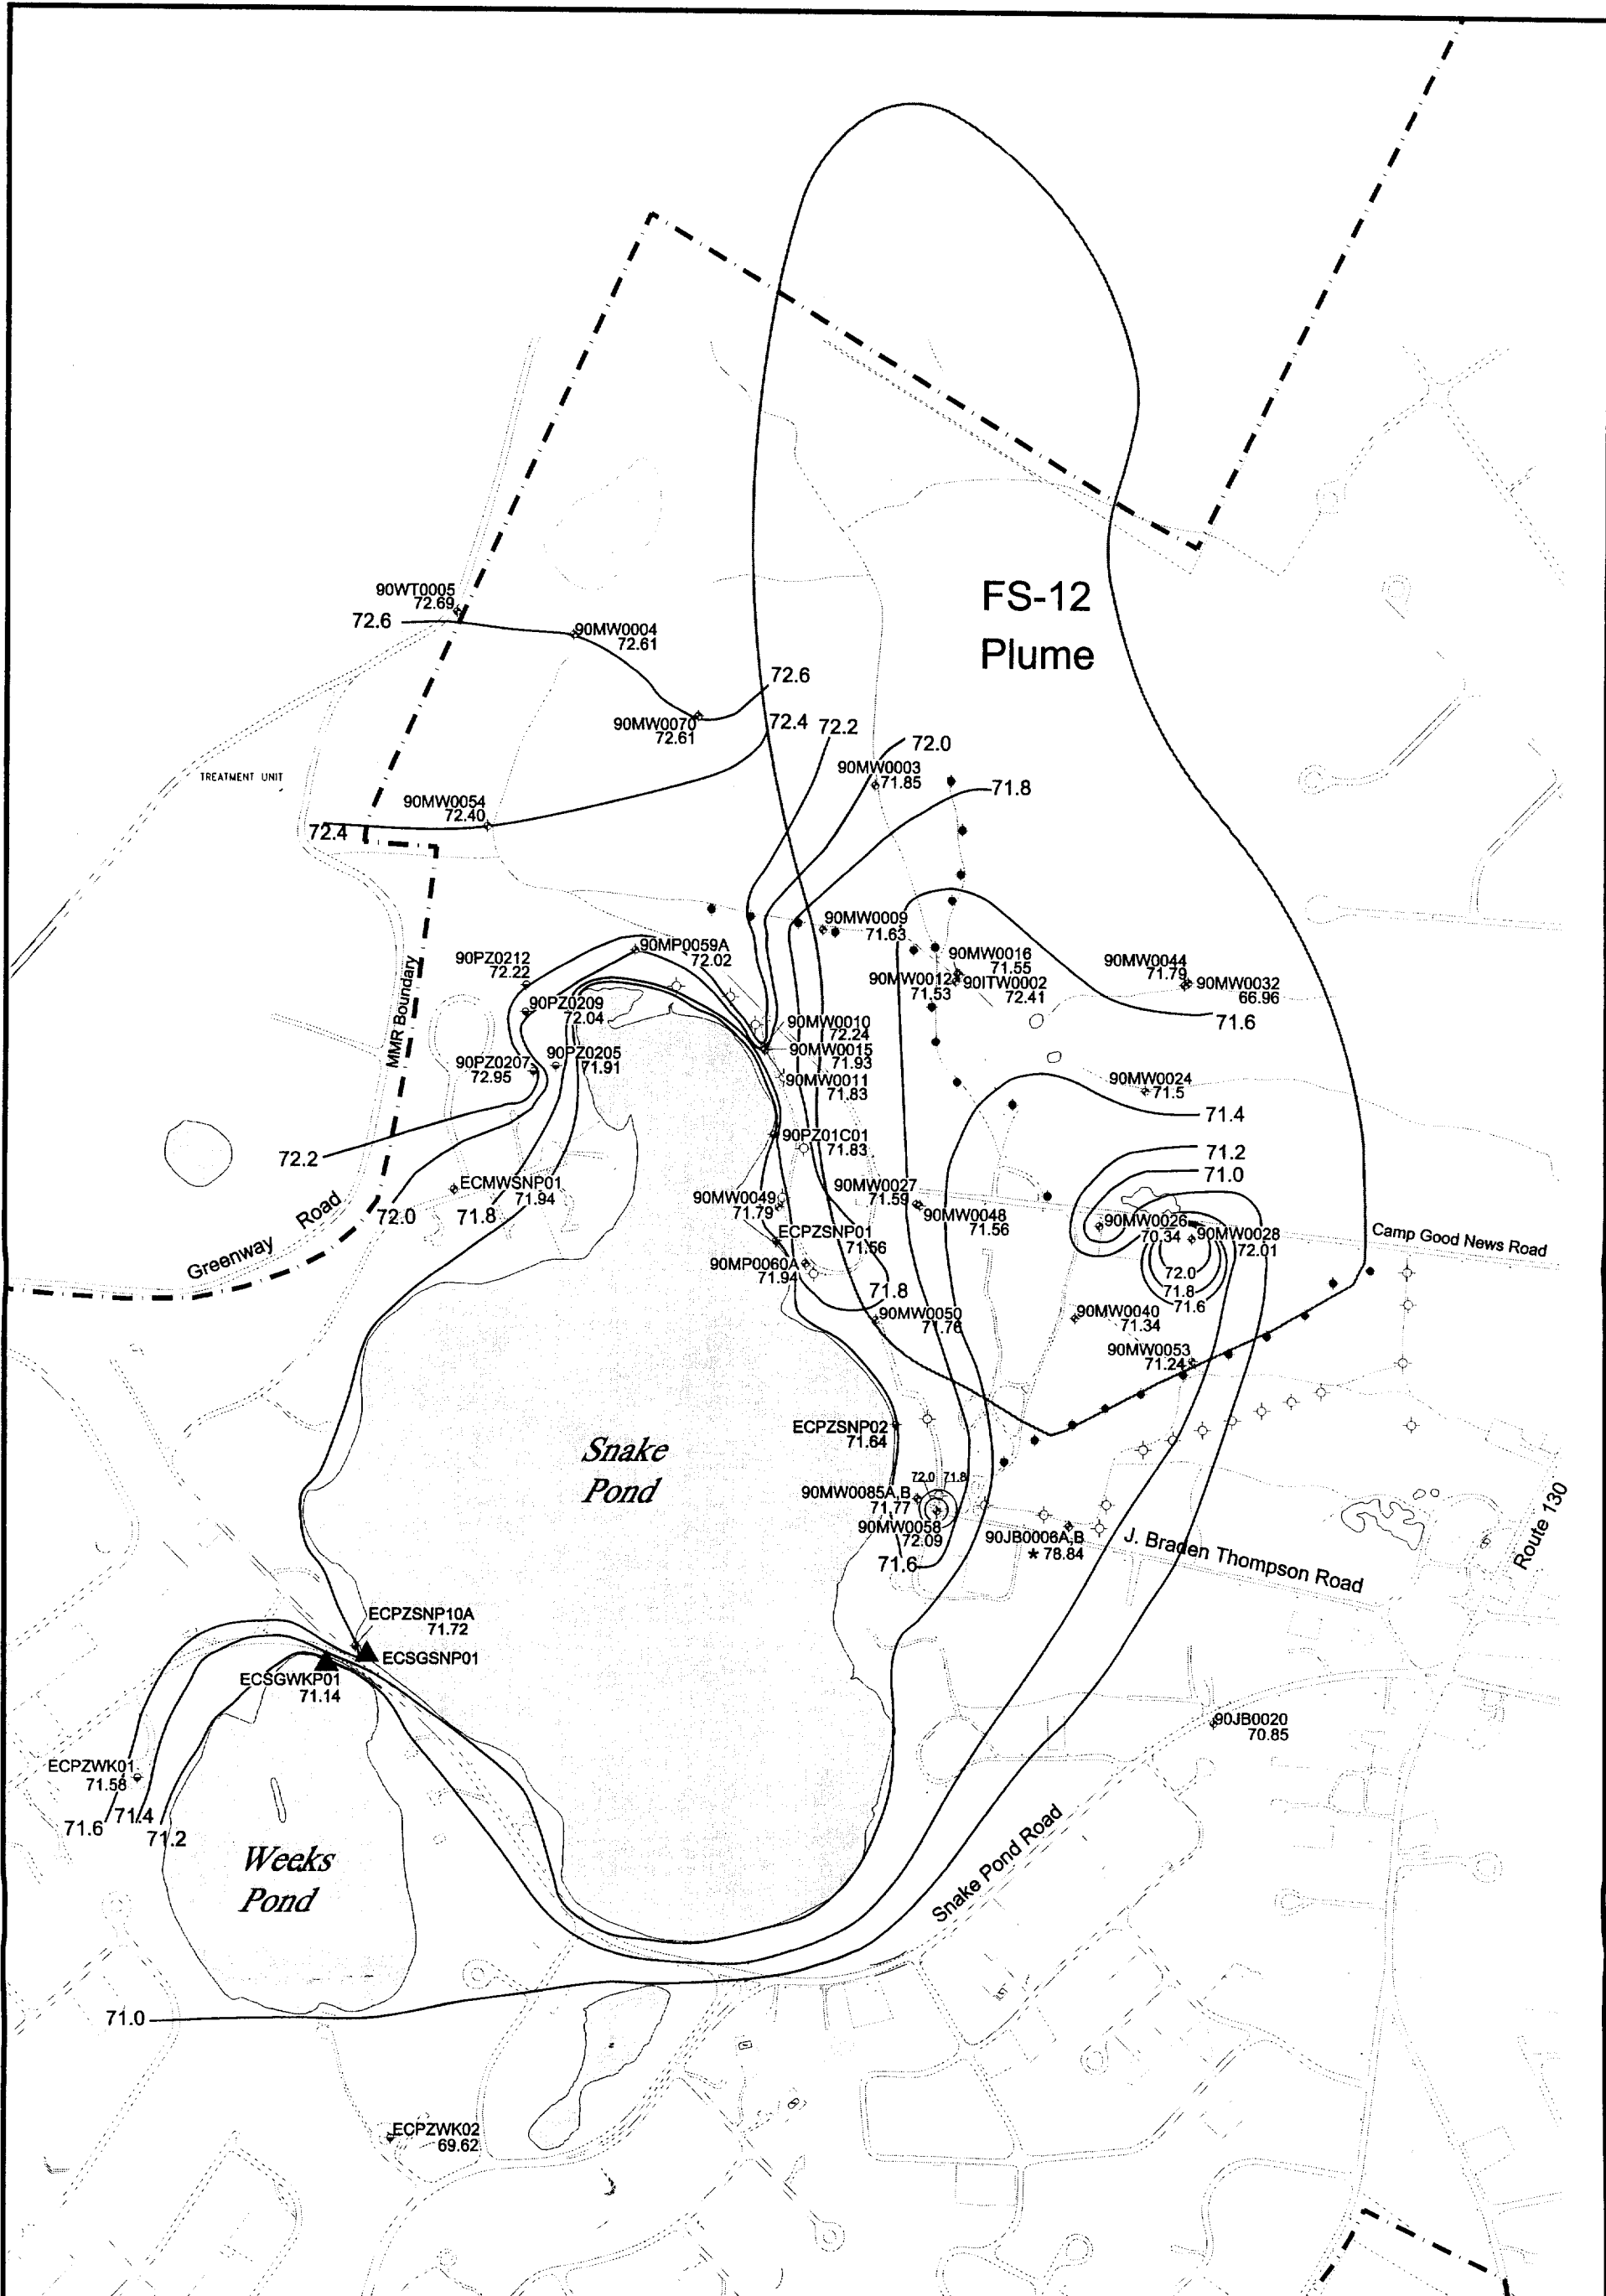 FS-12
Plume
90WT0005
72.69
72.6
90MW0004
72.61
72.6
90MW0070
72.61
72.4
72.2
72.0
90MW0003
71.85
71.8
TREATMENT UNIT
90MW0054
72.40
72.4
90MW0009
71.63
90MP0059A
72.02
90PZ0212
72.22
90MW0016
71.55
90MW0012
71.53
90ITW0002
72.41
90MW0044
71.79
90MW0032
66.96
71.6
MMR Boundary
90PZ0209
72.04
90MW0010
72.24
90MW0015
71.93
90PZ0205
71.91
90PZ0207
72.95
90MW0011
71.83
90MW0024
71.5
71.4
90PZ01C01
71.83
71.2
71.0
72.2
ECMWSNP01
71.94
90MW0049
71.79
90MW0027
71.59
90MW0048
71.56
72.0
71.8
Greenway Road
ECPZSNP01
71.56
90MW0026
70.34
90MW0028
72.01
Camp Good News Road
90MP0060A
71.94
72.0
71.8
71.6
71.8
90MW0050
71.76
90MW0040
71.34
90MW0053
71.24
ECPZSNP02
71.64
Snake
Pond
72.0 71.8
90MW0085A,B
71.77
90MW0058
72.09
71.6
90JB0006A,B
* 78.84
J. Braden Thompson Road
Route 130
ECPZSNP10A
71.72
ECSGSNP01
ECSGWKP01
71.14
90JB0020
70.85
ECPZWK01
71.58
71.6
71.4
71.2
Weeks
Pond
Snake Pond Road
71.0
ECPZWK02
69.62